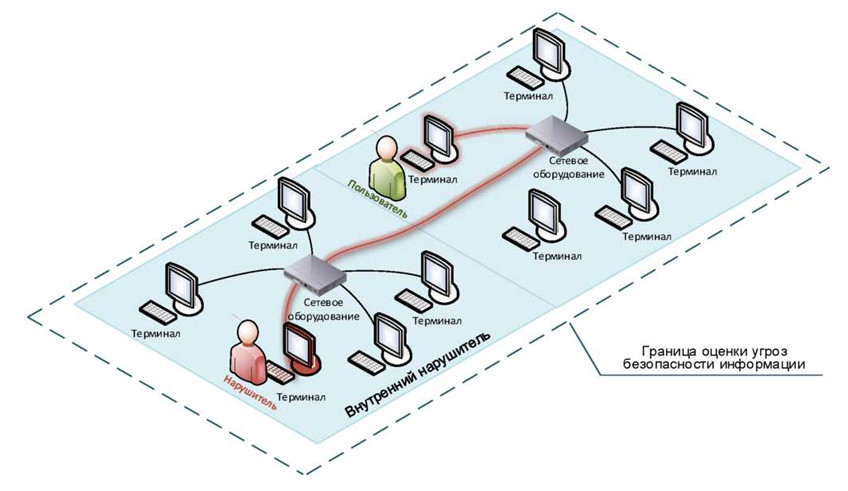 Терминал
Терминал
Терминал
Сетевое
оборудование
Пользователь
Терминал
Терминал
Терминал
Терминал
Сетевое
оборудование
Терминал
Терминал
Нарушитель
Терминал
Внутренний нарушитель
Граница оценки угроз
безопасности информации